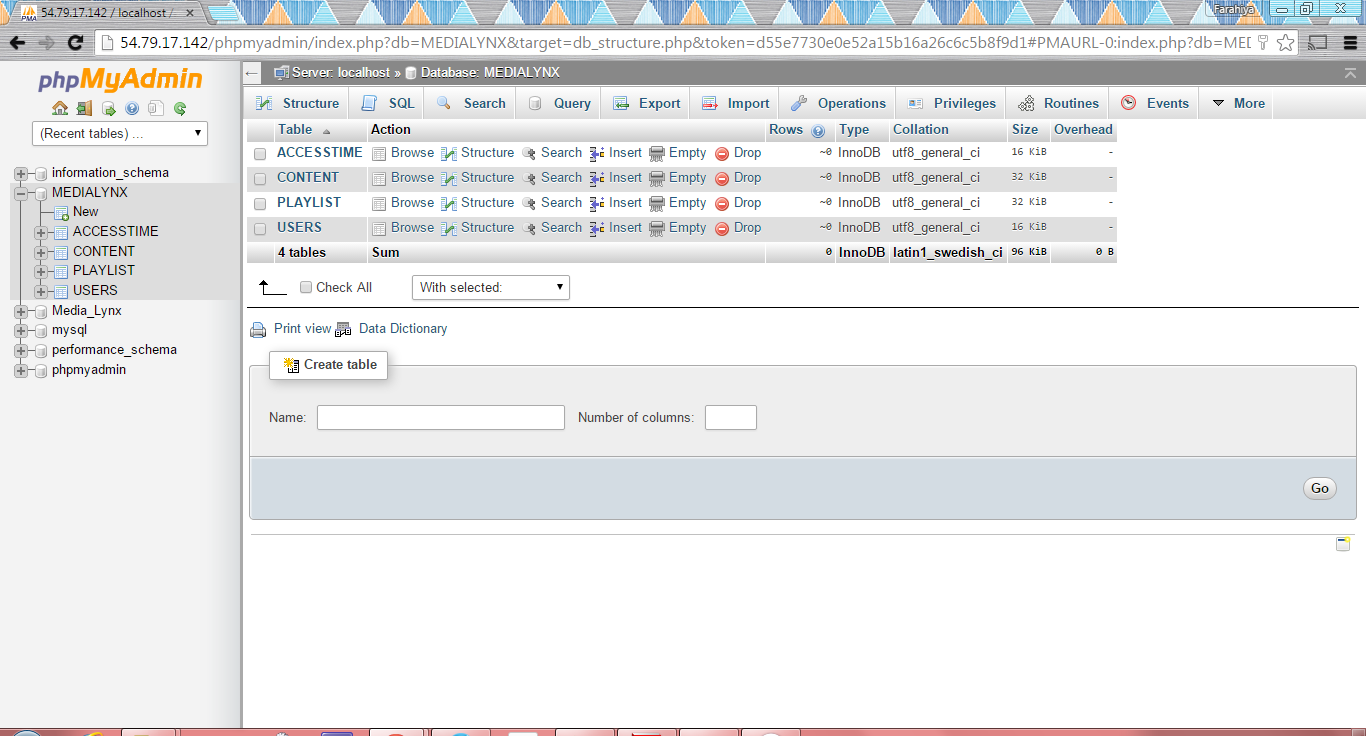 54.79.17.142 / localhost /
Farahiya
54.79.17.142/phpmyadmin/index.php?db=MEDIALYNX&target=db_structure.php&token=d55e7730e0e52a15b16a26c6c5b8f9d1#PMAURL-0:index.php?db=MED
phpMyAdmin
(Recent tables) ...
information_schema
MEDIALYNX
New
ACCESSTIME
CONTENT
PLAYLIST
USERS
Media_Lynx
mysql
performance_schema
phpmyadmin
Server: localhost » Database: MEDIALYNX
Structure SQL Search Query Export Import Operations Privileges Routines Events More
Table Action Rows Type Collation Size Overhead
ACCESSTIME Browse Structure Search Insert Empty Drop ~0 InnoDB utf8_general_ci 16 KiB -
CONTENT Browse Structure Search Insert Empty Drop ~0 InnoDB utf8_general_ci 32 KiB -
PLAYLIST Browse Structure Search Insert Empty Drop ~0 InnoDB utf8_general_ci 32 KiB -
USERS Browse Structure Search Insert Empty Drop ~0 InnoDB utf8_general_ci 16 KiB -
4 tables Sum 0 InnoDB latin1_swedish_ci 96 KiB 0 B
Check All With selected:
Print view Data Dictionary
Create table
Name: Number of columns:
Go